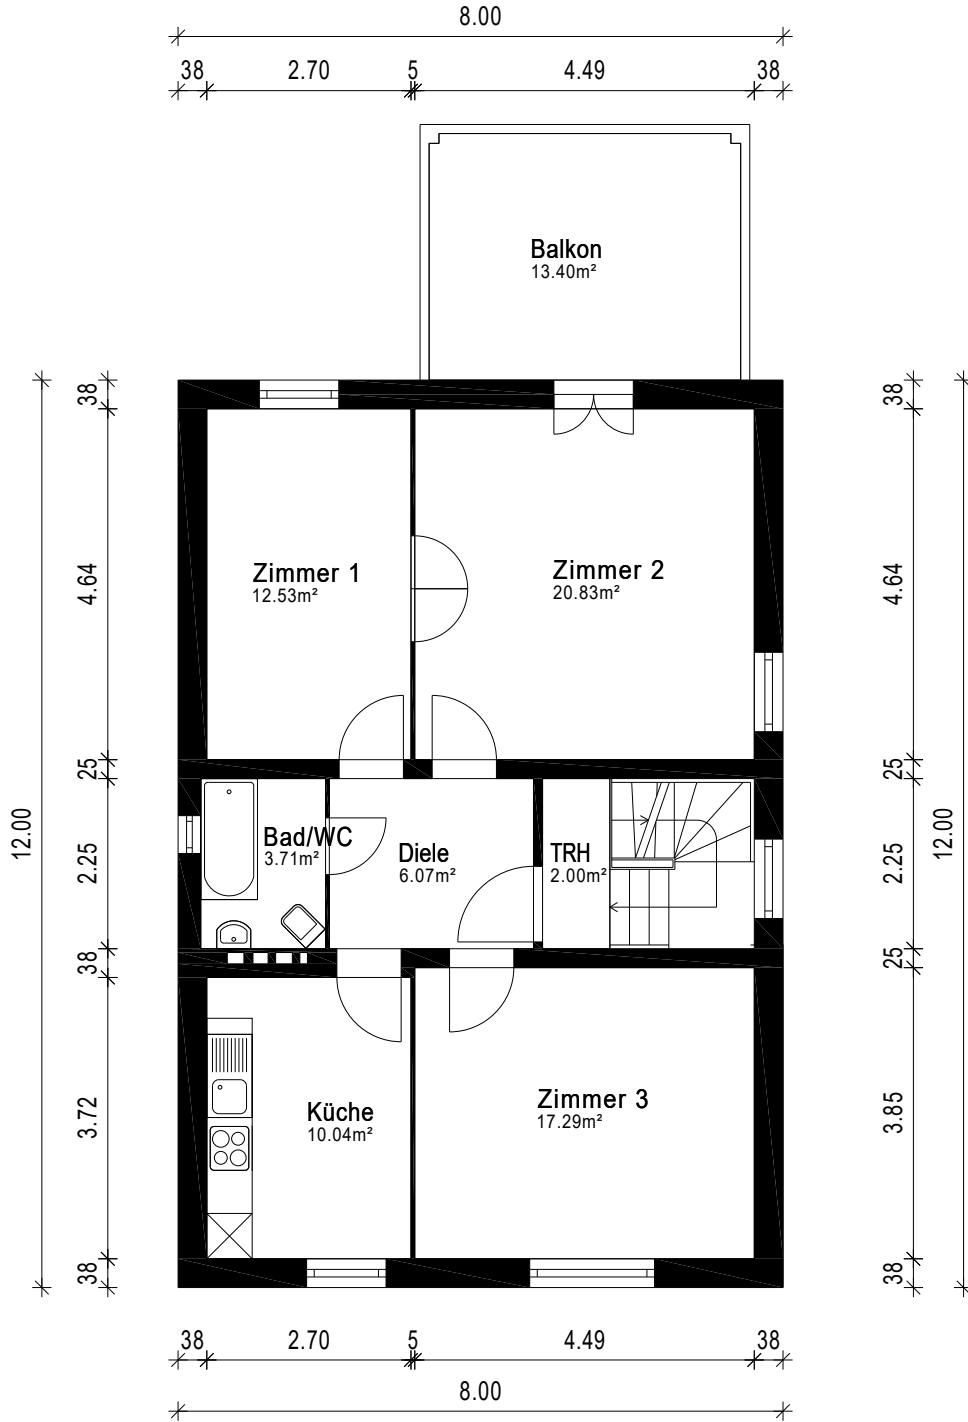 8.00
38 2.70 5 4.49 38
Balkon
13.40m²
38 38
4.64 4.64
Zimmer 1
12.53m²
Zimmer 2
20.83m²
25 25
12.00 12.00
2.25 2.25
Bad/WC
3.71m²
Diele
6.07m²
TRH
2.00m²
38 25
3.72 3.85
Küche
10.04m²
Zimmer 3
17.29m²
38 38
38 2.70 5 4.49 38
8.00